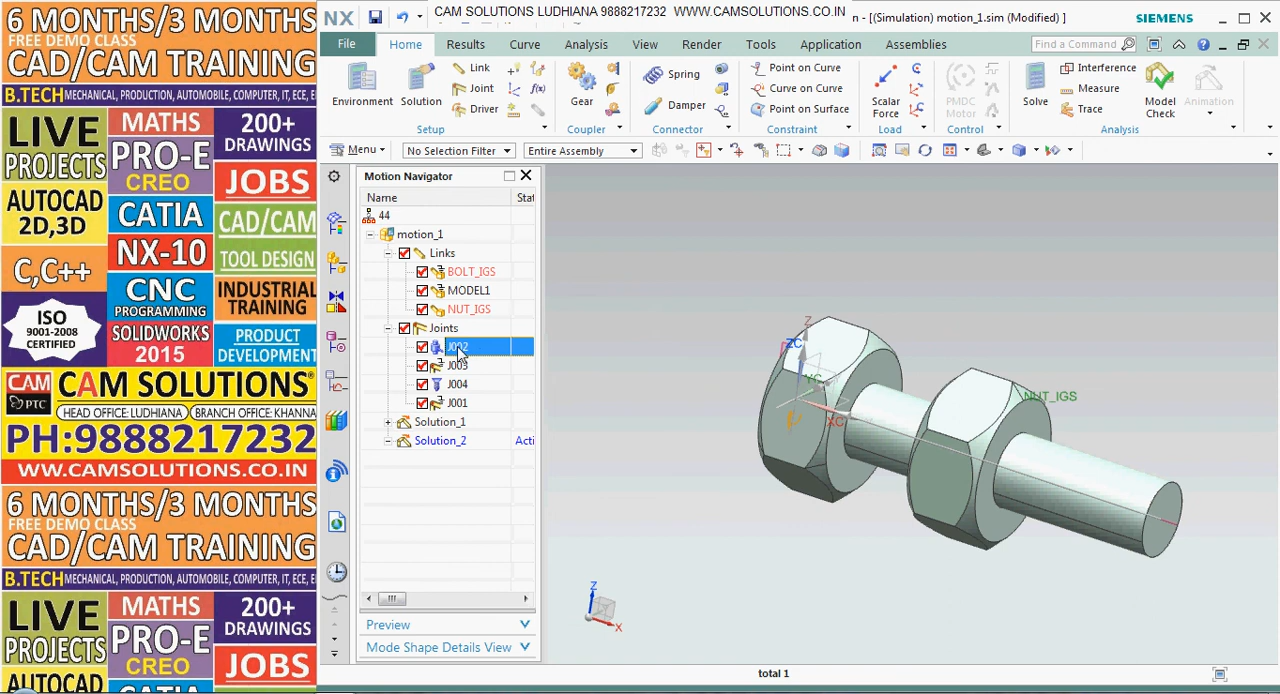 6 MONTHS/3 MONTHS
FREE DEMO CLASS
CAD/CAM TRAINING
B.TECH MECHANICAL, PRODUCTION, AUTOMOBILE, COMPUTER, IT, ECE, E
LIVE
PROJECTS
MATHS
PRO-E
CREO
200+
DRAWINGS
JOBS
AUTOCAD
2D,3D
CATIA
CAD/CAM
TOOL DESIGN
C,C++
NX-10
CNC
PROGRAMMING
INDUSTRIAL
TRAINING
ISO
9001-2008
CERTIFIED
SOLIDWORKS
2015
PRODUCT
DEVELOPMENT
CAM
PTC
CAM SOLUTIONS®
HEAD OFFICE: LUDHIANA
BRANCH OFFICE: KHANNA
PH:9888217232
WW.CAMSOLUTIONS.CO.IN
6 MONTHS/3 MONTHS
FREE DEMO CLASS
CAD/CAM TRAINING
B.TECH MECHANICAL, PRODUCTION, AUTOMOBILE, COMPUTER, IT, ECE, E
LIVE
PROJECTS
MATHS
PRO-E
CREO
200+
DRAWINGS
JOBS
AUTOCAD
NX
CAM SOLUTIONS LUDHIANA 9888217232 WWW.CAMSOLUTIONS.CO.IN
n - [(Simulation) motion_1.sim (Modified) ]
SIEMENS
File Home Results Curve Analysis View Render Tools Application Assemblies
Find a Command
Environment
Solution
Link
Joint
Driver
Setup
Gear
Coupler
Spring
Damper
Connector
Point on Curve
Curve on Curve
Point on Surface
Constraint
Scalar
Force
Load
PMDC
Motor
Control
Solve
Interference
Measure
Trace
Model
Check
Animation
Analysis
Menu
No Selection Filter
Entire Assembly
Motion Navigator
Name Stat
44
motion_1
Links
BOLT_IGS
MODEL1
NUT_IGS
Joints
J002
J003
J004
J001
Solution_1
Solution_2 Acti
Preview
Mode Shape Details View
Z
ZC
YC
XC
NUT_IGS
Z
X
total 1